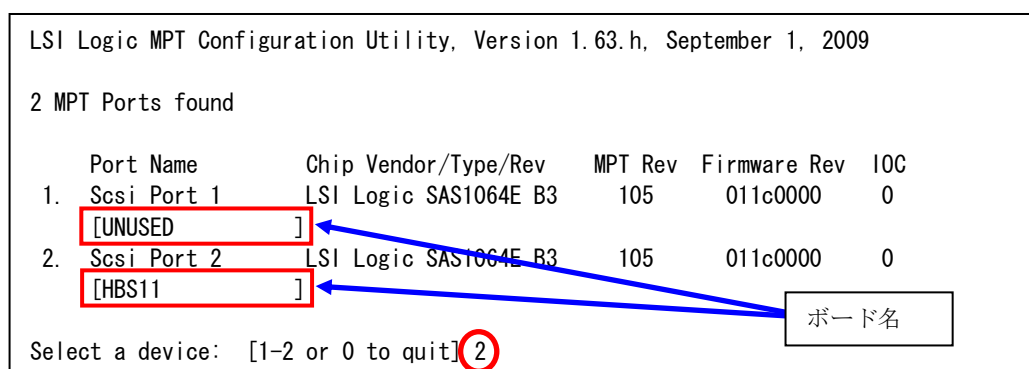 LSI Logic MPT Configuration Utility, Version 1.63.h, September 1, 2009
2 MPT Ports found
Port Name Chip Vendor/Type/Rev MPT Rev Firmware Rev IOC
1. Scsi Port 1 LSI Logic SAS1064E B3 105 011c0000 0
[UNUSED ]
2. Scsi Port 2 LSI Logic SAS1064E B3 105 011c0000 0
[HBS11 ]
ボード名
Select a device: [1-2 or 0 to quit] 2